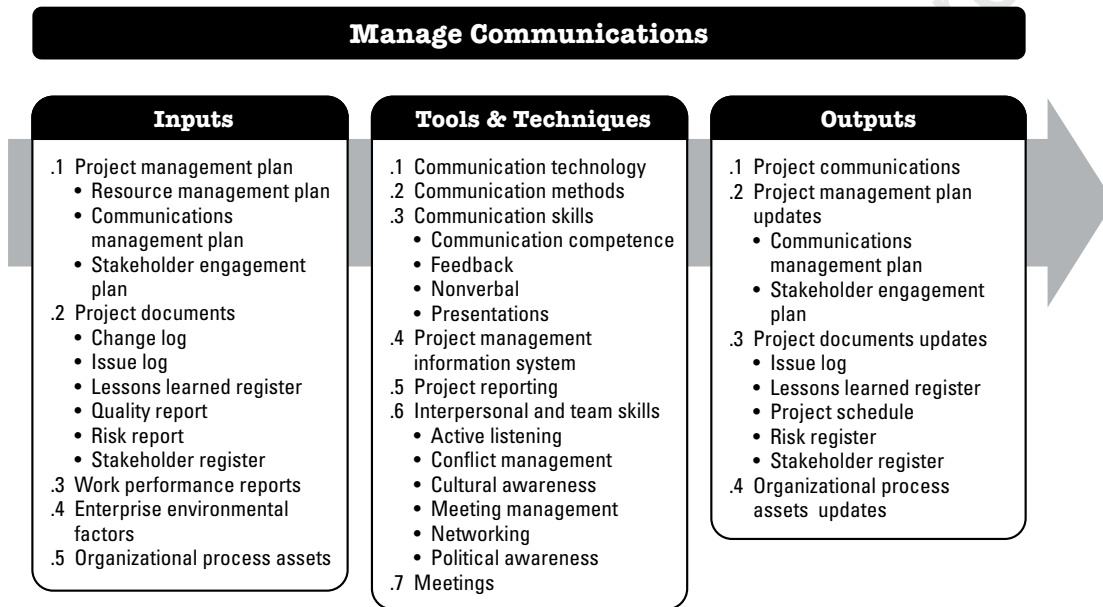 Manage Communications
Inputs
.1 Project management plan
• Resource management plan
• Communications
management plan
• Stakeholder engagement
plan
.2 Project documents
• Change log
• Issue log
• Lessons learned register
• Quality report
• Risk report
• Stakeholder register
.3 Work performance reports
.4 Enterprise environmental
factors
.5 Organizational process assets
Tools & Techniques
.1 Communication technology
.2 Communication methods
.3 Communication skills
• Communication competence
• Feedback
• Nonverbal
• Presentations
.4 Project management
information system
.5 Project reporting
.6 Interpersonal and team skills
• Active listening
• Conflict management
• Cultural awareness
• Meeting management
• Networking
• Political awareness
.7 Meetings
Outputs
.1 Project communications
.2 Project management plan
updates
• Communications
management plan
• Stakeholder engagement
plan
.3 Project documents updates
• Issue log
• Lessons learned register
• Project schedule
• Risk register
• Stakeholder register
.4 Organizational process
assets updates